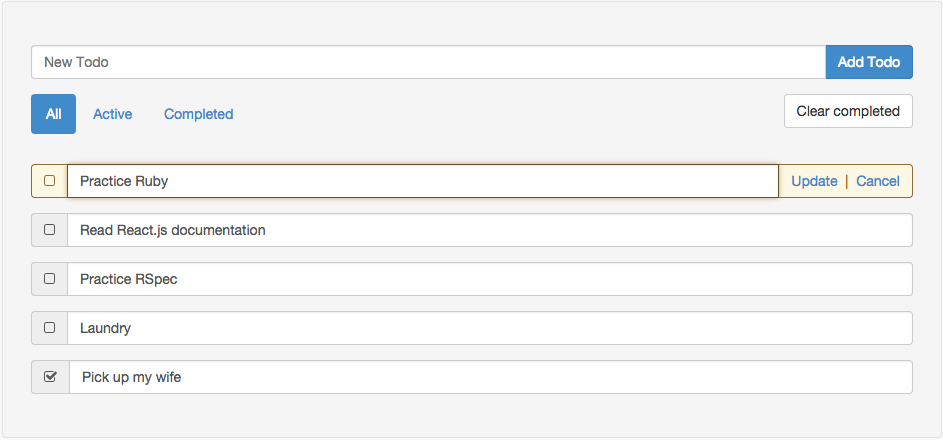 New Todo Add Todo
All Active Completed Clear completed
Practice Ruby Update | Cancel
Read React.js documentation
Practice RSpec
Laundry
Pick up my wife